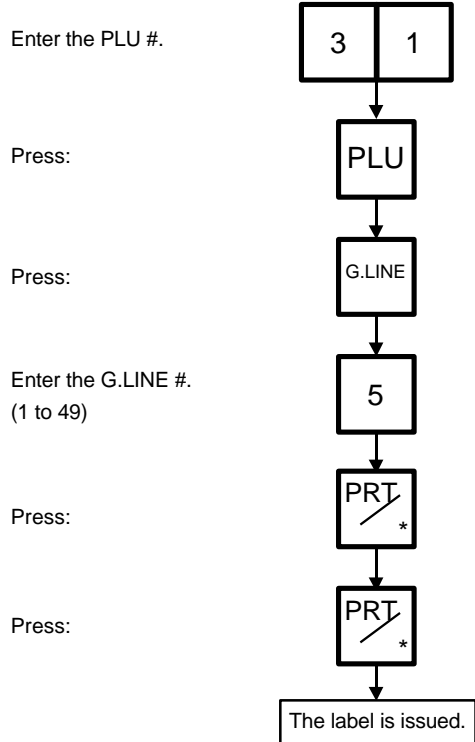 Enter the PLU #. 3 1
Press: PLU
Press: G.LINE
Enter the G.LINE #. 5
(1 to 49)
Press: PRT *
Press: PRT *
The label is issued.